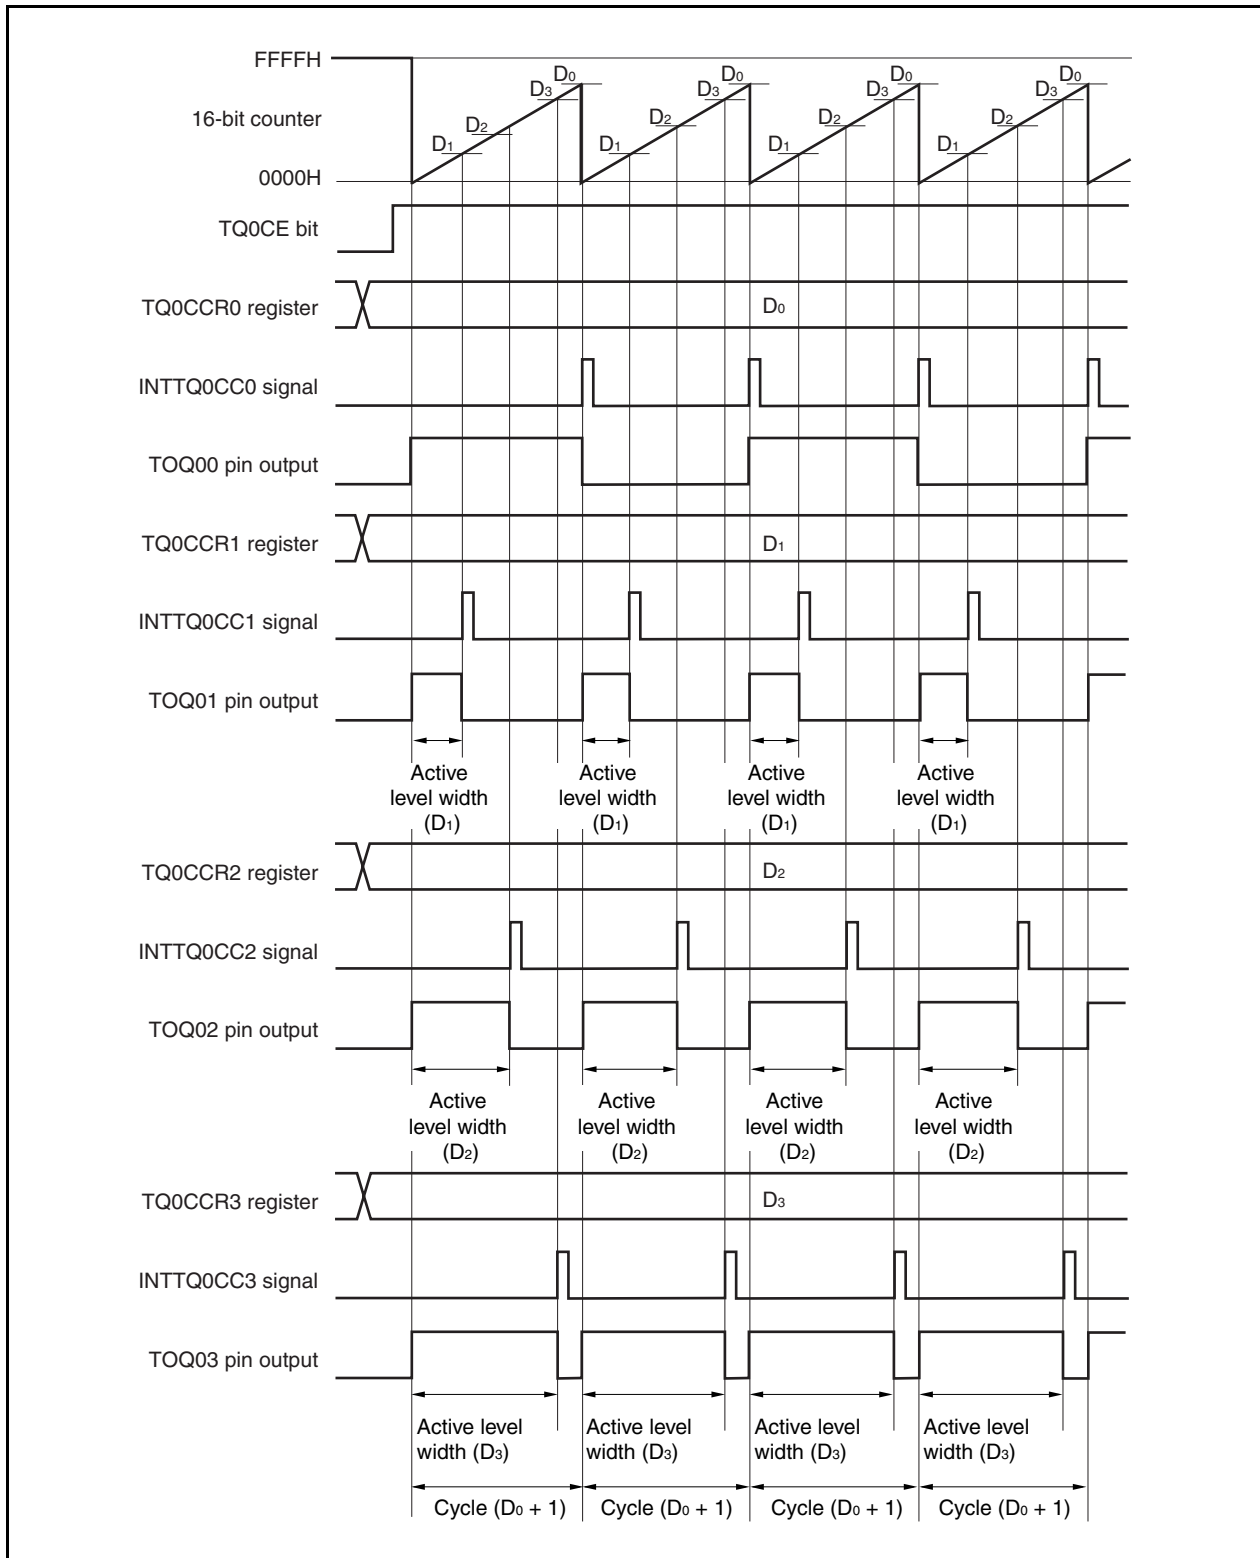 FFFFH
D0 D0 D0 D0
D3 D3 D3 D3
16-bit counter
D2 D2 D2 D2
D1 D1 D1 D1
0000H
TQ0CE bit
TQ0CCR0 register
D0
INTTQ0CC0 signal
TOQ00 pin output
TQ0CCR1 register
D1
INTTQ0CC1 signal
TOQ01 pin output
Active level width (D1)
Active level width (D1)
Active level width (D1)
Active level width (D1)
TQ0CCR2 register
D2
INTTQ0CC2 signal
TOQ02 pin output
Active level width (D2)
Active level width (D2)
Active level width (D2)
Active level width (D2)
TQ0CCR3 register
D3
INTTQ0CC3 signal
TOQ03 pin output
Active level width (D3)
Active level width (D3)
Active level width (D3)
Active level width (D3)
Cycle (D0 + 1)
Cycle (D0 + 1)
Cycle (D0 + 1)
Cycle (D0 + 1)